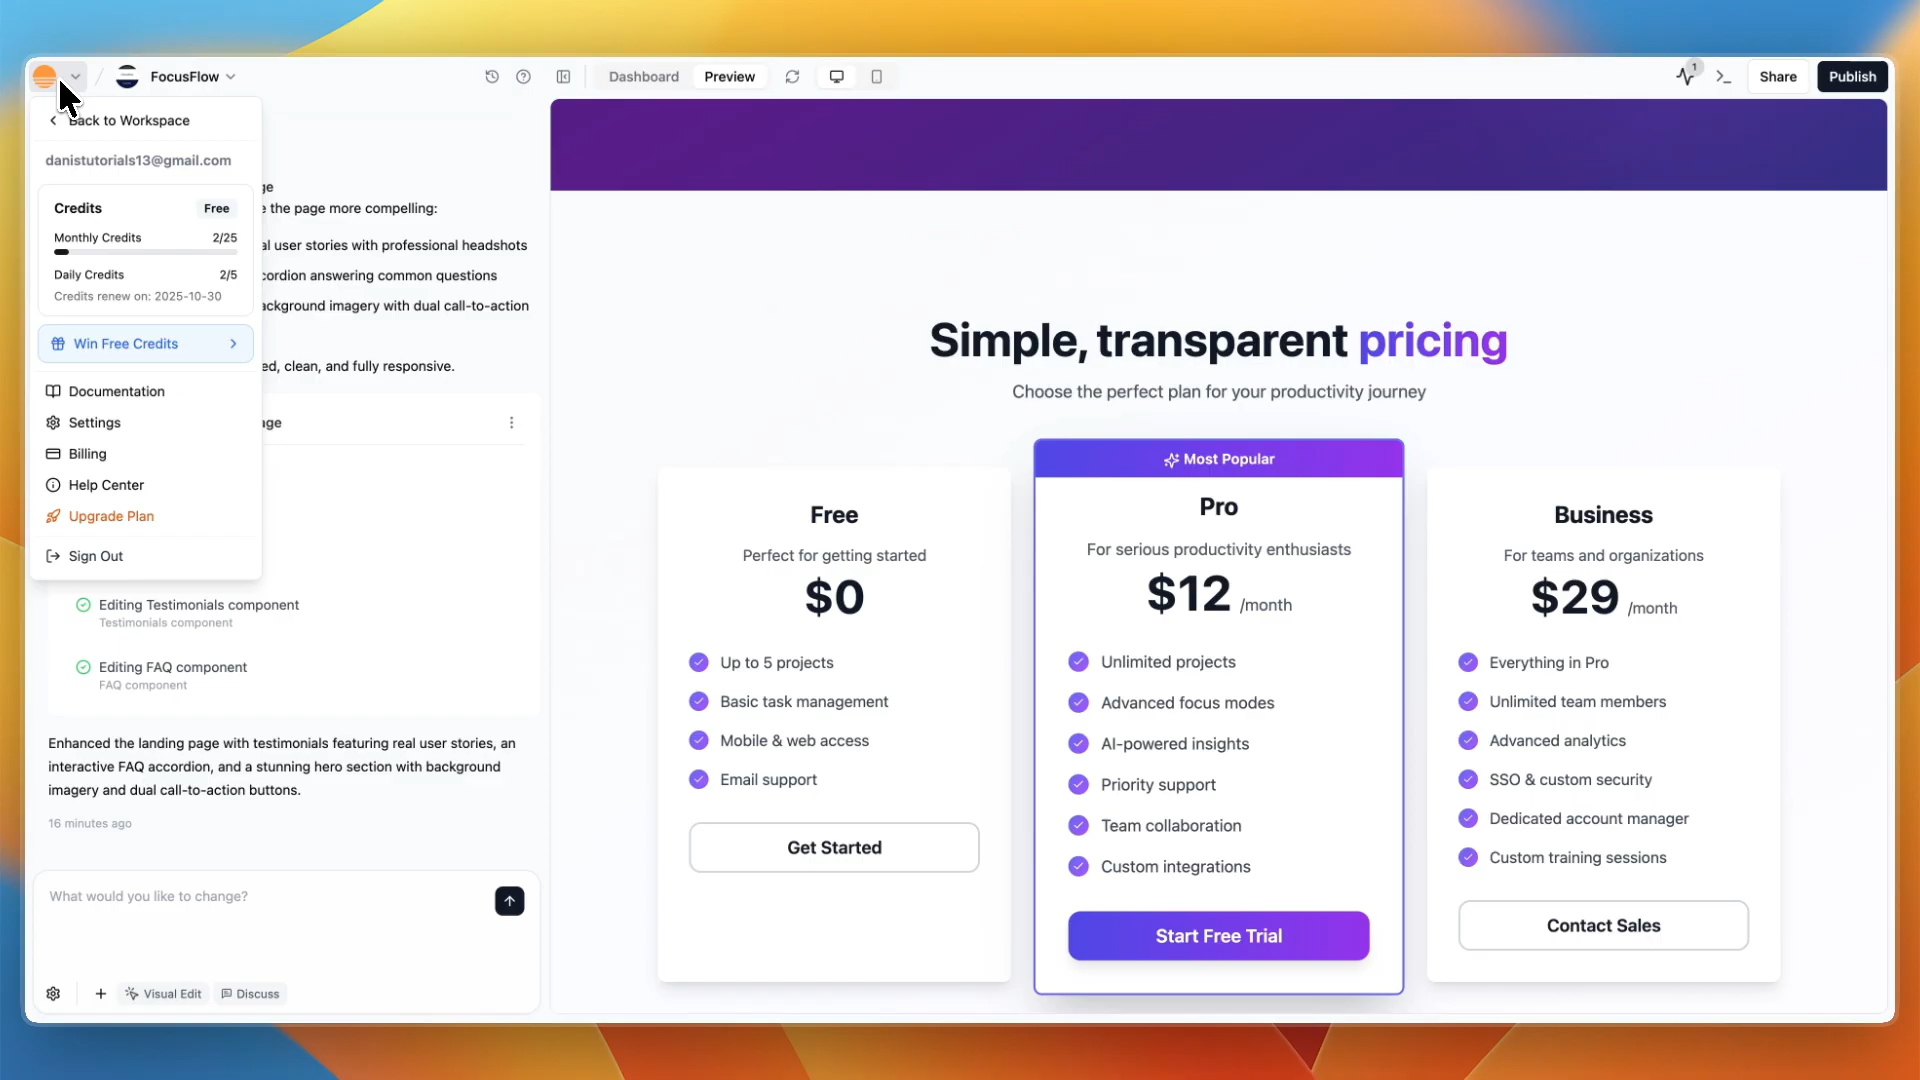 FocusFlow
Dashboard
Preview
1
Share
Publish
Back to Workspace
danistutorials13@gmail.com
Credits
Free
Monthly Credits
2/25
Daily Credits
2/5
Credits renew on: 2025-10-30
Win Free Credits
Documentation
Settings
Billing
Help Center
Upgrade Plan
Sign Out
the page more compelling:
user stories with professional headshots
answering common questions
imagery with dual call-to-action
clean, and fully responsive.
Editing Testimonials component
Testimonials component
Editing FAQ component
FAQ component
Enhanced the landing page with testimonials featuring real user stories, an
interactive FAQ accordion, and a stunning hero section with background
imagery and dual call-to-action buttons.
16 minutes ago
What would you like to change?
Visual Edit
Discuss
Simple, transparent pricing
Choose the perfect plan for your productivity journey
Free
Perfect for getting started
$0
Up to 5 projects
Basic task management
Mobile & web access
Email support
Get Started
Most Popular
Pro
For serious productivity enthusiasts
$12 /month
Unlimited projects
Advanced focus modes
AI-powered insights
Priority support
Team collaboration
Custom integrations
Start Free Trial
Business
For teams and organizations
$29 /month
Everything in Pro
Unlimited team members
Advanced analytics
SSO & custom security
Dedicated account manager
Custom training sessions
Contact Sales